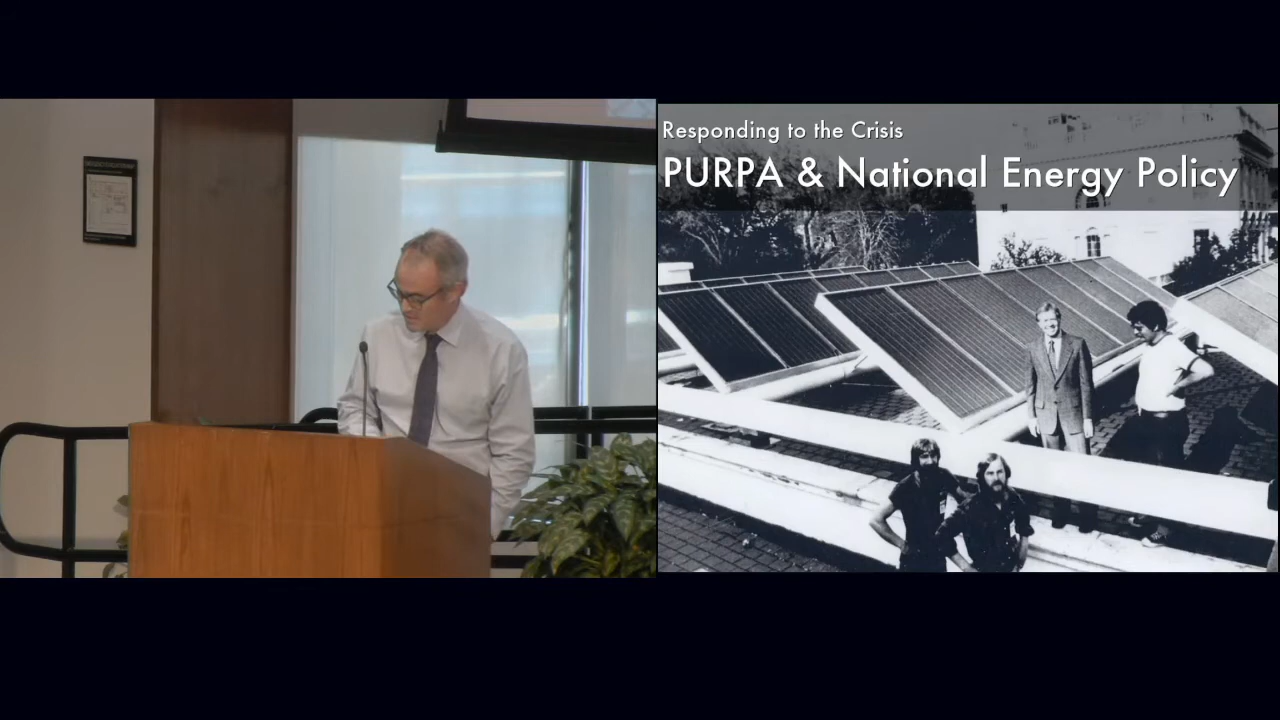 Responding to the Crisis
PURPA & National Energy Policy